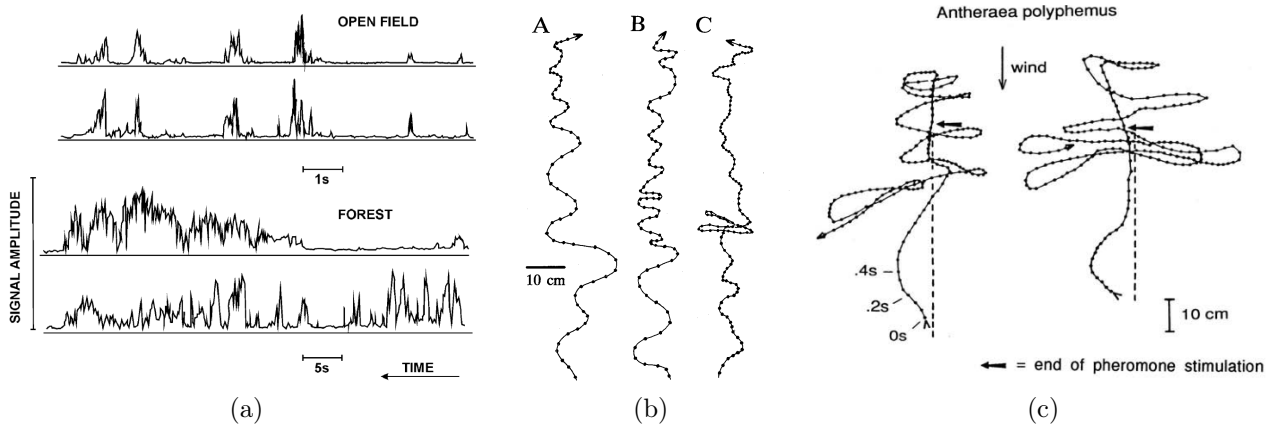 OPEN FIELD
1s
SIGNAL AMPLITUDE
FOREST
5s
TIME
(a)
A B C
10 cm
(b)
Antheraea polyphemus
wind
.4s
.2s
0s
10 cm
= end of pheromone stimulation
(c)